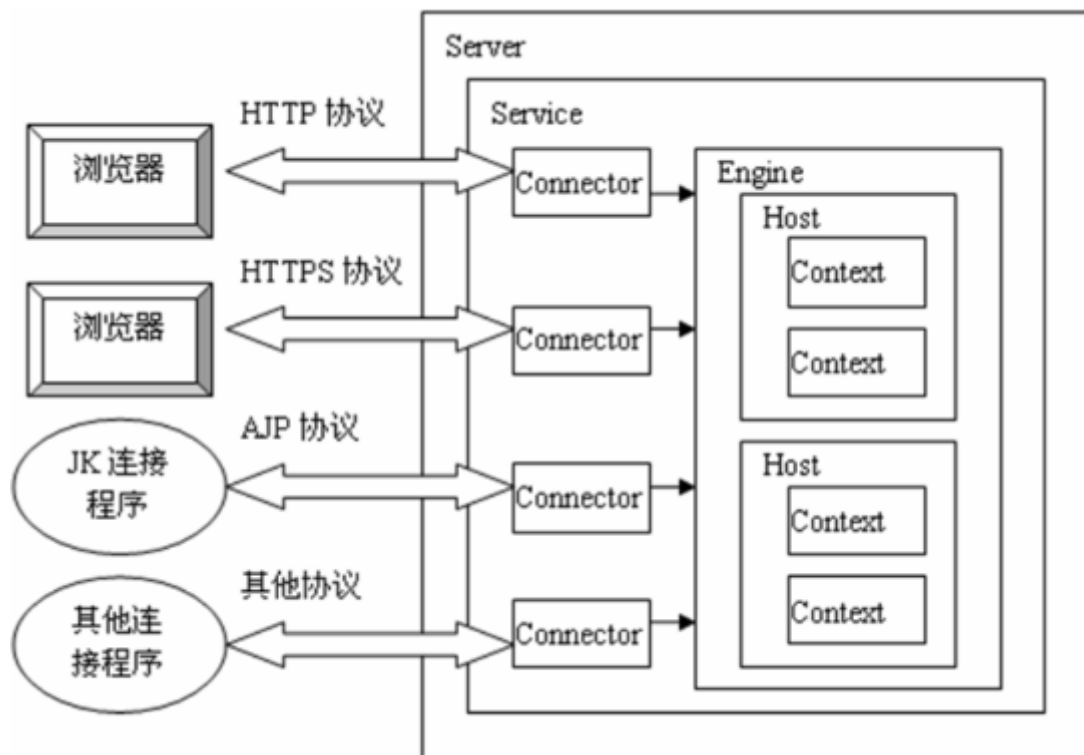 Server
Service
HTTP 协议
浏览器
Connector
Engine
Host
Context
Context
HTTPS 协议
浏览器
Connector
AJP 协议
JK 连接
程序
Connector
Host
Context
Context
其他协议
其他连
接程序
Connector